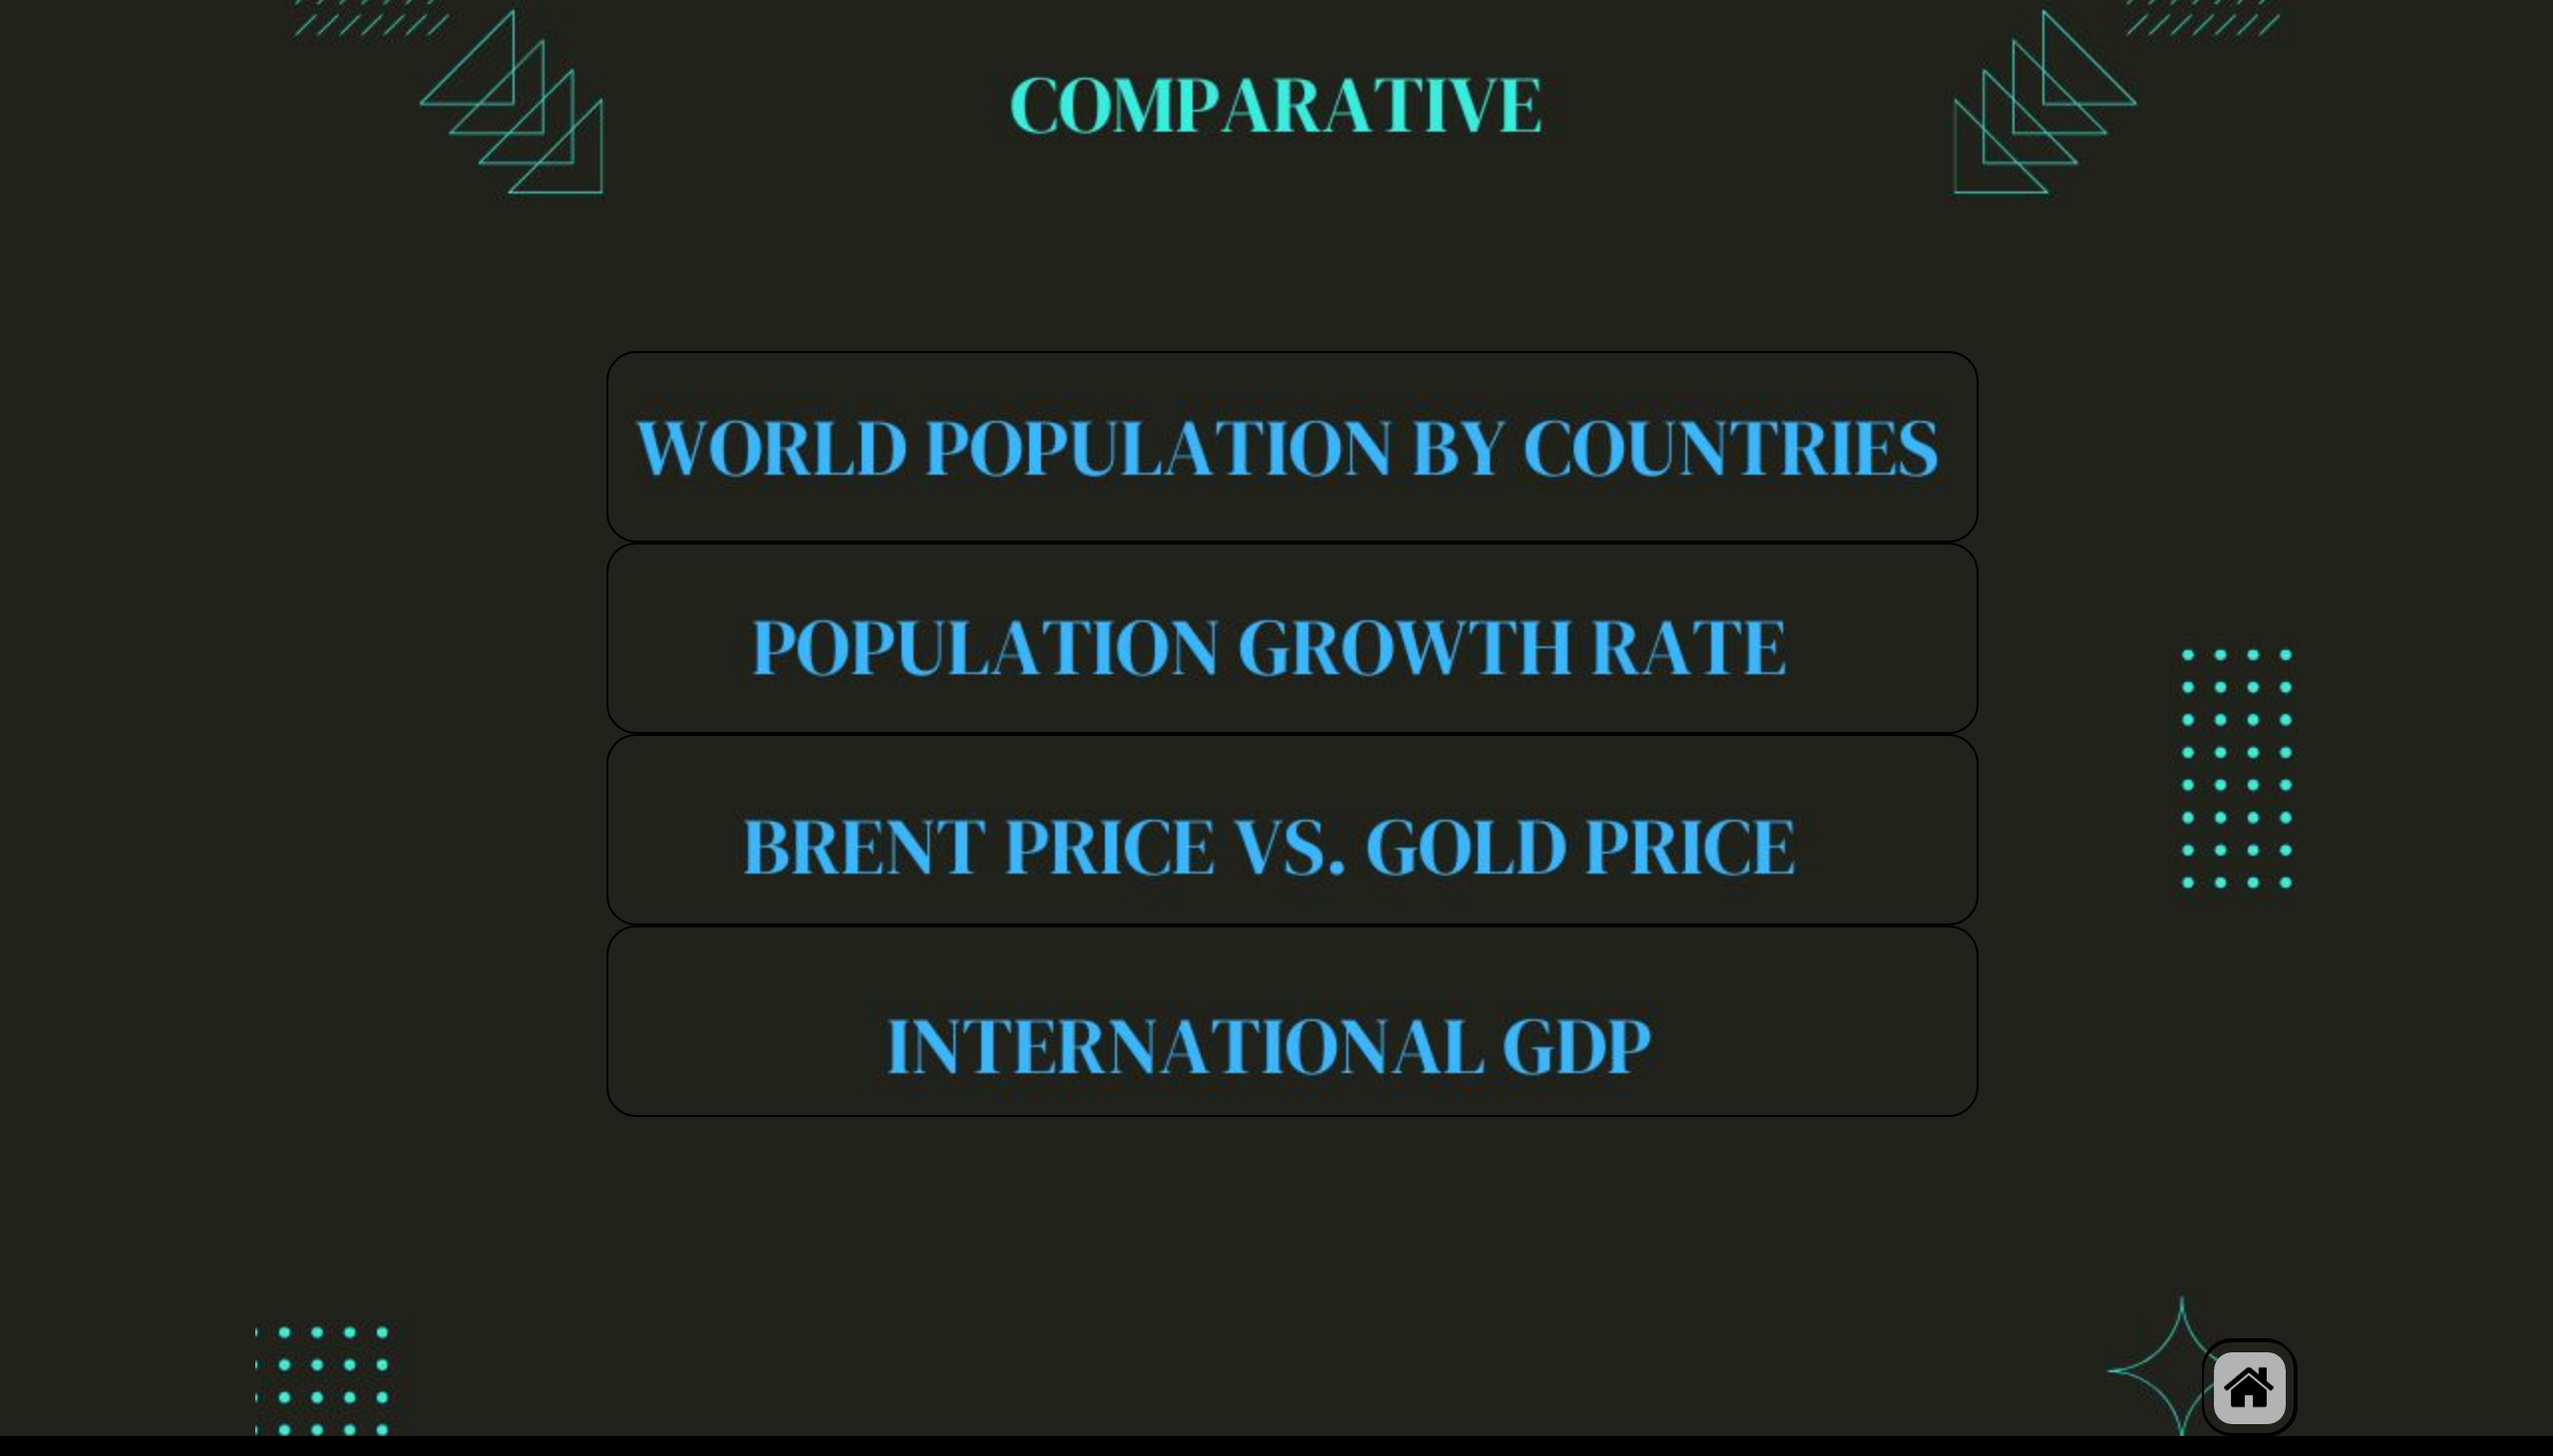 COMPARATIVE
WORLD POPULATION BY COUNTRIES
POPULATION GROWTH RATE
BRENT PRICE VS. GOLD PRICE
INTERNATIONAL GDP